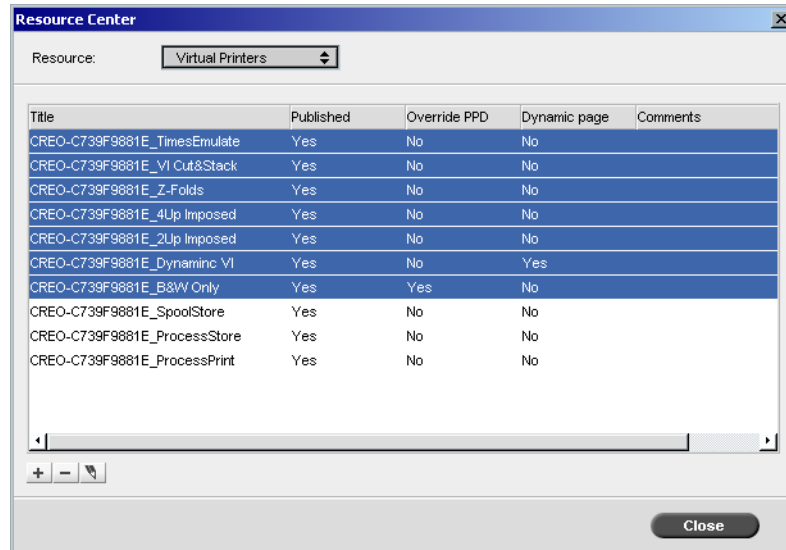 Resource Center
Resource: Virtual Printers
Title Published Override PPD Dynamic page Comments
CREO-C739F9881E_TimesEmulate Yes No No
CREO-C739F9881E_VI Cut&Stack Yes No No
CREO-C739F9881E_Z-Folds Yes No No
CREO-C739F9881E_4Up Imposed Yes No No
CREO-C739F9881E_2Up Imposed Yes No No
CREO-C739F9881E_Dynaminc VI Yes No Yes
CREO-C739F9881E_B&W Only Yes Yes No
CREO-C739F9881E_SpoolStore Yes No No
CREO-C739F9881E_ProcessStore Yes No No
CREO-C739F9881E_ProcessPrint Yes No No
Close